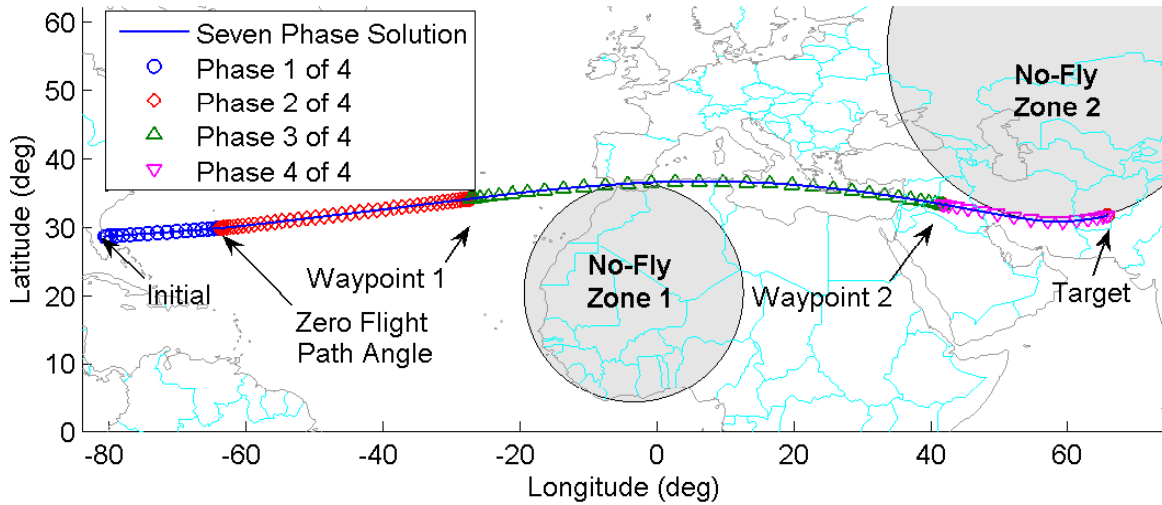 Seven Phase Solution
Phase 1 of 4
Phase 2 of 4
Phase 3 of 4
Phase 4 of 4
No-Fly
Zone 2
No-Fly
Zone 1
Initial
Zero Flight
Path Angle
Waypoint 1
Waypoint 2
Target
60
50
40
30
20
10
0
Latitude (deg)
-80
-60
-40
-20
0
20
40
60
Longitude (deg)